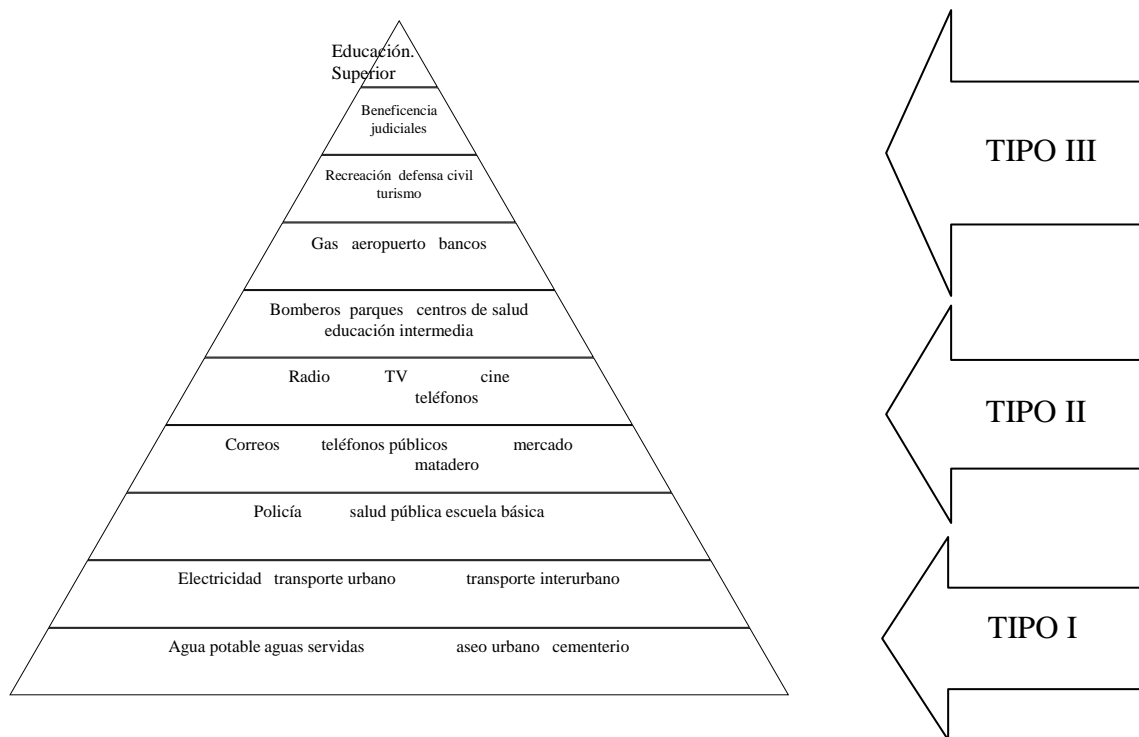 Educación.
Superior
Beneficencia
judiciales
Recreación defensa civil
turismo
Gas aeropuerto bancos
Bomberos parques centros de salud
educación intermedia
Radio TV cine
teléfonos
Correos teléfonos públicos mercado
matadero
Policía salud pública escuela básica
Electricidad transporte urbano transporte interurbano
Agua potable aguas servidas aseo urbano cementerio
TIPO III
TIPO II
TIPO I